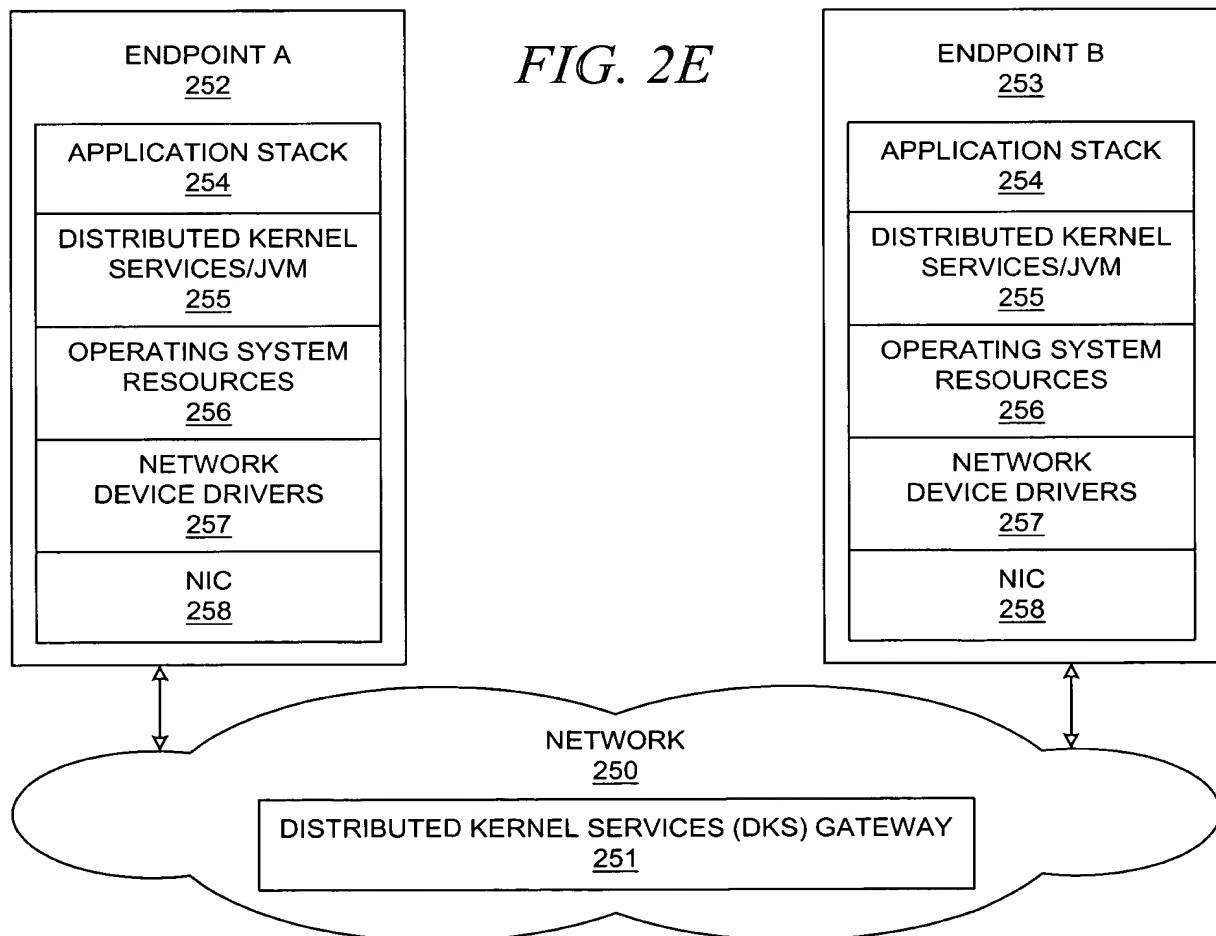 FIG. 2E
ENDPOINT A
252
APPLICATION STACK
254
DISTRIBUTED KERNEL
SERVICES/JVM
255
OPERATING SYSTEM
RESOURCES
256
NETWORK
DEVICE DRIVERS
257
NIC
258
ENDPOINT B
253
APPLICATION STACK
254
DISTRIBUTED KERNEL
SERVICES/JVM
255
OPERATING SYSTEM
RESOURCES
256
NETWORK
DEVICE DRIVERS
257
NIC
258
NETWORK
250
DISTRIBUTED KERNEL SERVICES (DKS) GATEWAY
251